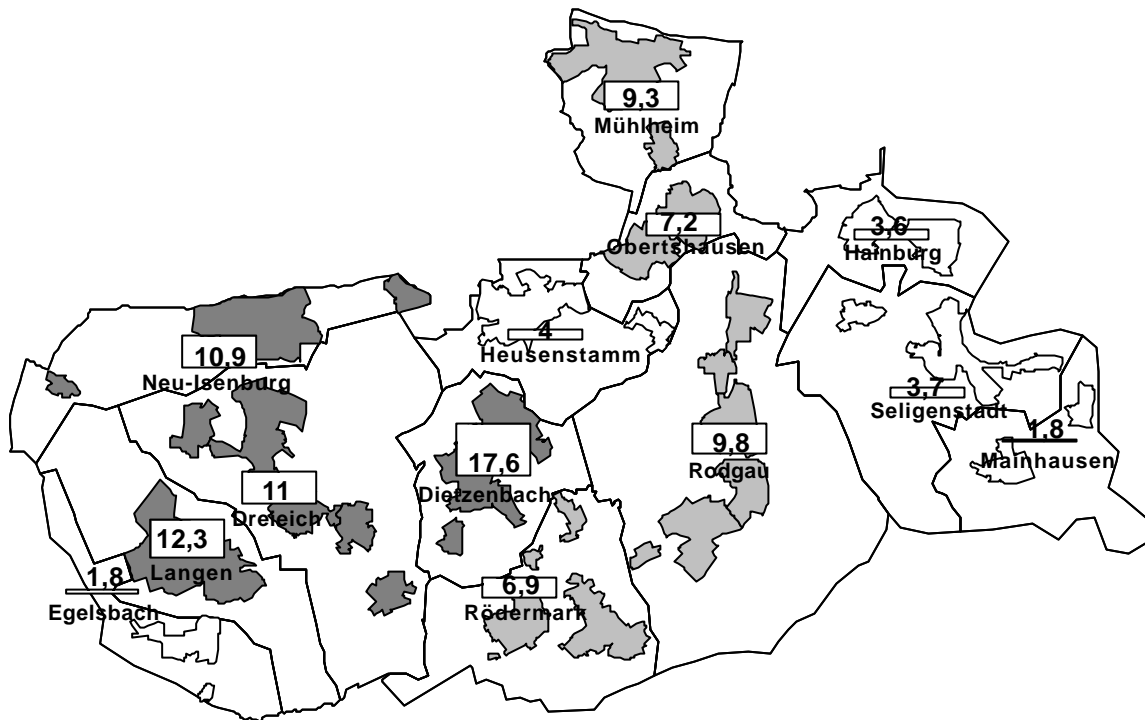 9,3
Mühlheim
7,2
Obertshausen
3,6
Hainburg
4
Heusenstamm
10,9
Neu-Isenburg
3,7
Seligenstadt
1,8
Mainhausen
9,8
Rodgau
17,6
Dietzenbach
11
Dreieich
12,3
Langen
1,8
Egelsbach
6,9
Rödermark